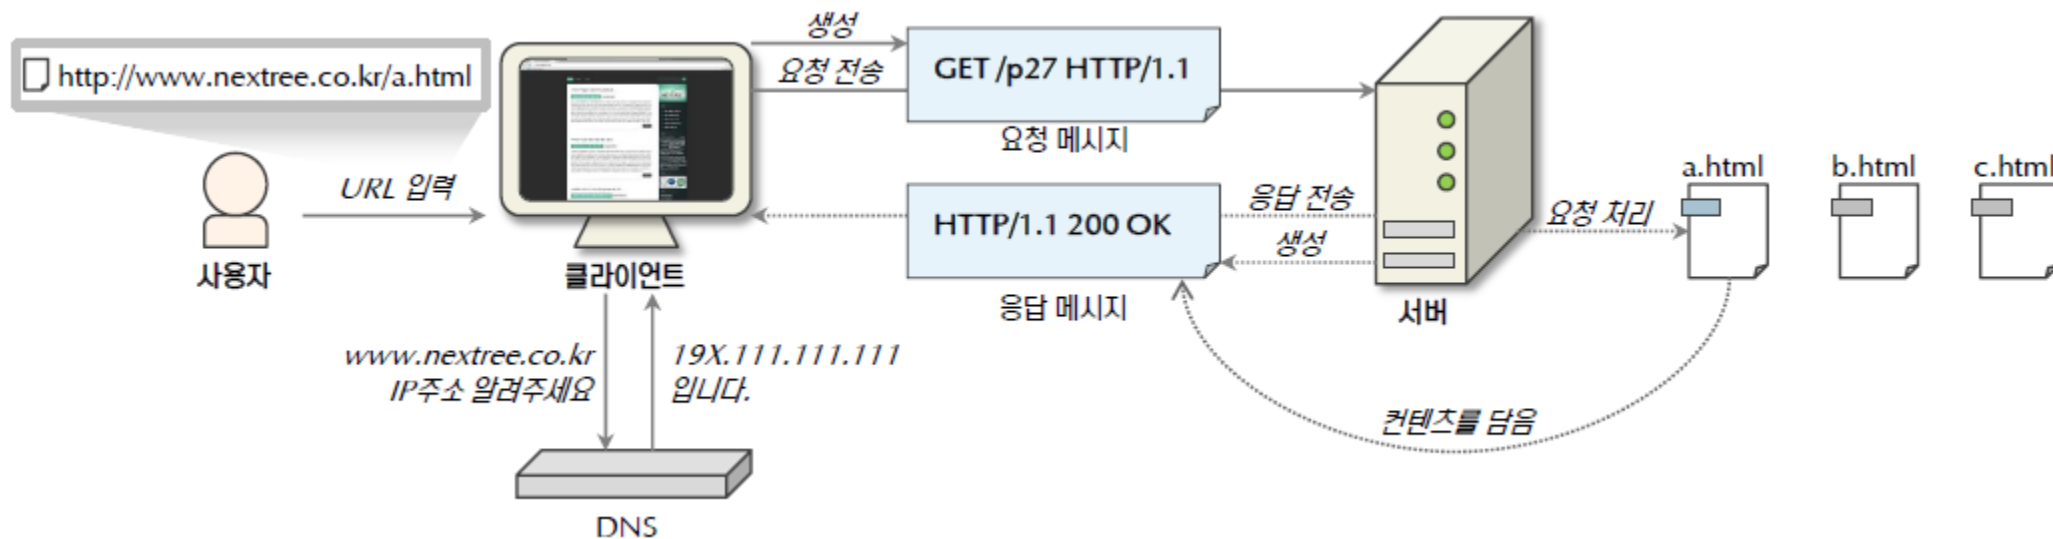 http://www.nextree.co.kr/a.html
사용자
URL 입력
클라이언트
www.nextree.co.kr
IP주소 알려주세요
19X.111.111.111
입니다.
DNS
생성
요청 전송
GET /p27 HTTP/1.1
요청 메시지
HTTP/1.1 200 OK
응답 메시지
응답 전송
생성
서버
요청 처리
a.html
b.html
c.html
컨텐츠를 담음